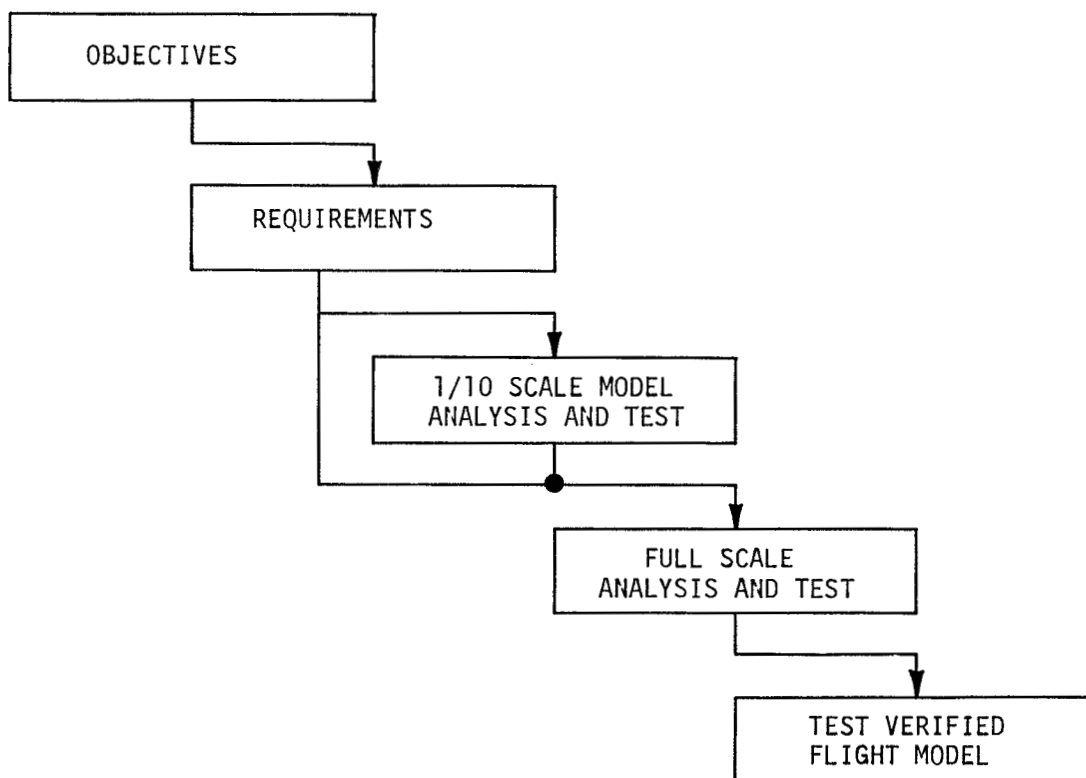 OBJECTIVES
REQUIREMENTS
1/10 SCALE MODEL
ANALYSIS AND TEST
FULL SCALE
ANALYSIS AND TEST
TEST VERIFIED
FLIGHT MODEL